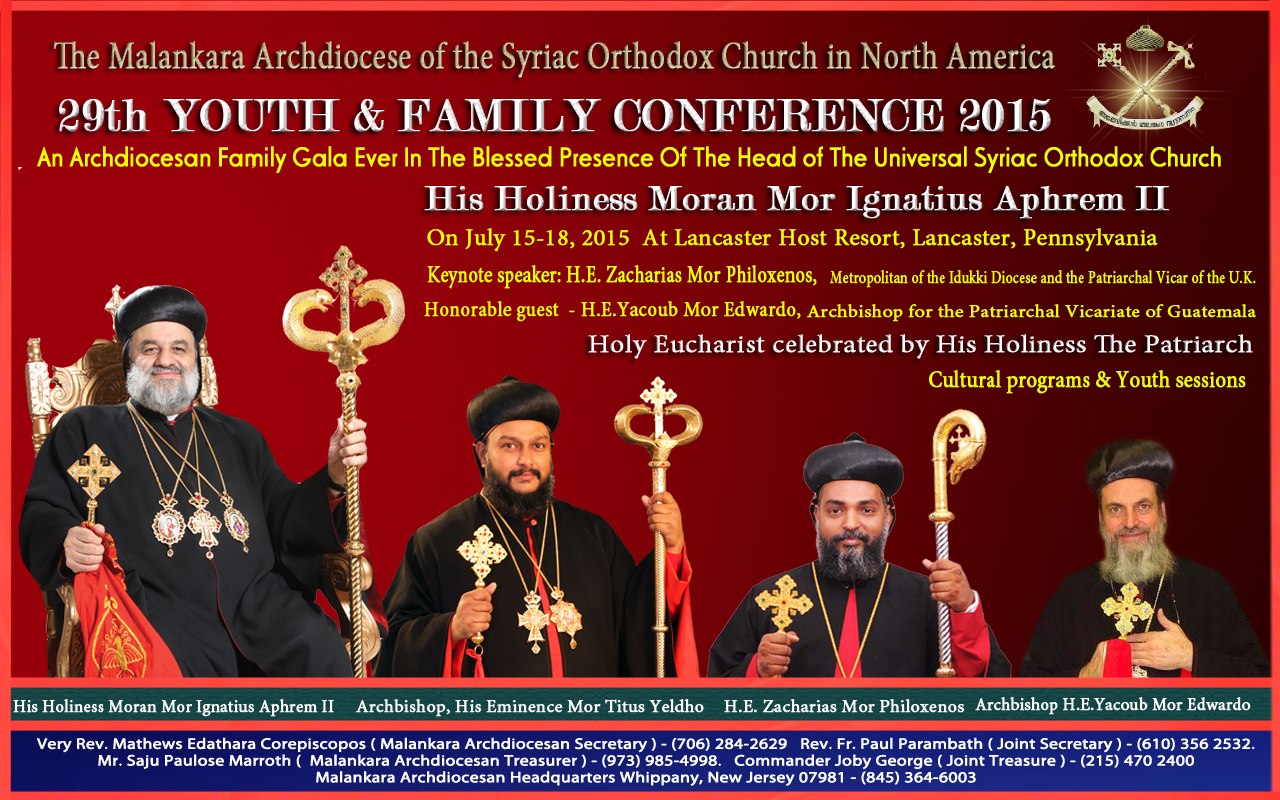 The Malankara Archdiocese of the Syriac Orthodox Church in North America
29th YOUTH & FAMILY CONFERENCE 2015
An Archdiocesan Family Gala Ever In The Blessed Presence Of The Head of The Universal Syriac Orthodox Church
His Holiness Moran Mor Ignatius Aphrem II
On July 15-18, 2015 At Lancaster Host Resort, Lancaster, Pennsylvania
Keynote speaker: H.E. Zacharias Mor Philoxenos, Metropolitan of the Idukki Diocese and the Patriarchal Vicar of the U.K.
Honorable guest - H.E.Yacoub Mor Edwardo, Archbishop for the Patriarchal Vicariate of Guatemala
Holy Eucharist celebrated by His Holiness The Patriarch
Cultural programs & Youth sessions
His Holiness Moran Mor Ignatius Aphrem II Archbishop, His Eminence Mor Titus Yeldho H.E. Zacharias Mor Philoxenos Archbishop H.E.Yacoub Mor Edwardo
Very Rev. Mathews Edathara Corepiscopos ( Malankara Archdiocesan Secretary ) - (706) 284-2629 Rev. Fr. Paul Parambath ( Joint Secretary ) - (610) 356 2532.
Mr. Saju Paulose Marroth ( Malankara Archdiocesan Treasurer ) - (973) 985-4998. Commander Joby George ( Joint Treasure ) - (215) 470 2400
Malankara Archdiocesan Headquarters Whippany, New Jersey 07981 - (845) 364-6003